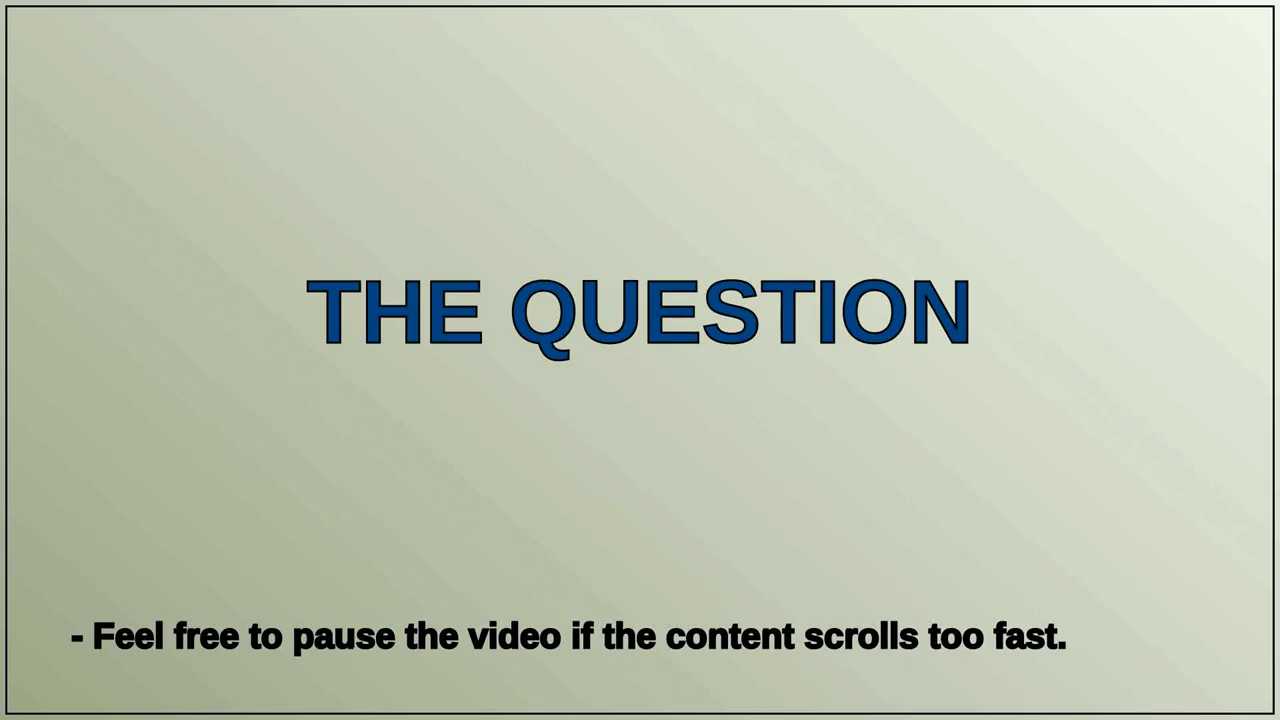 THE QUESTION
- Feel free to pause the video if the content scrolls too fast.